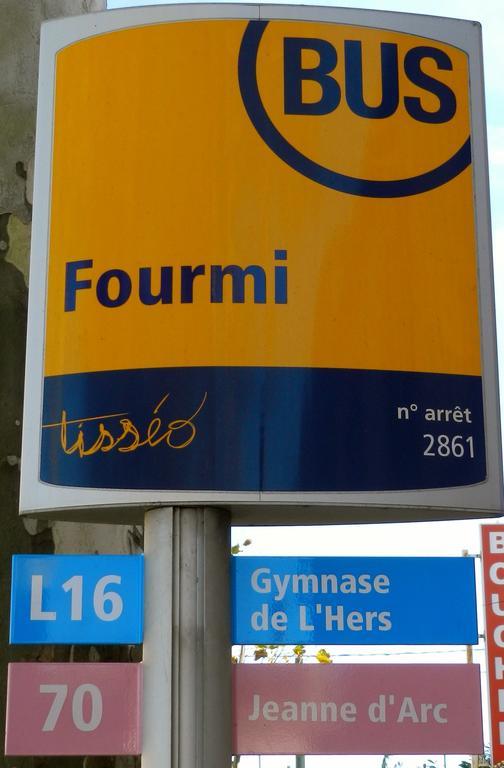 BUS
Fourmi
tisséo
n° arrêt
2861
L16
Gymnase
de L'Hers
70
Jeanne d'Arc